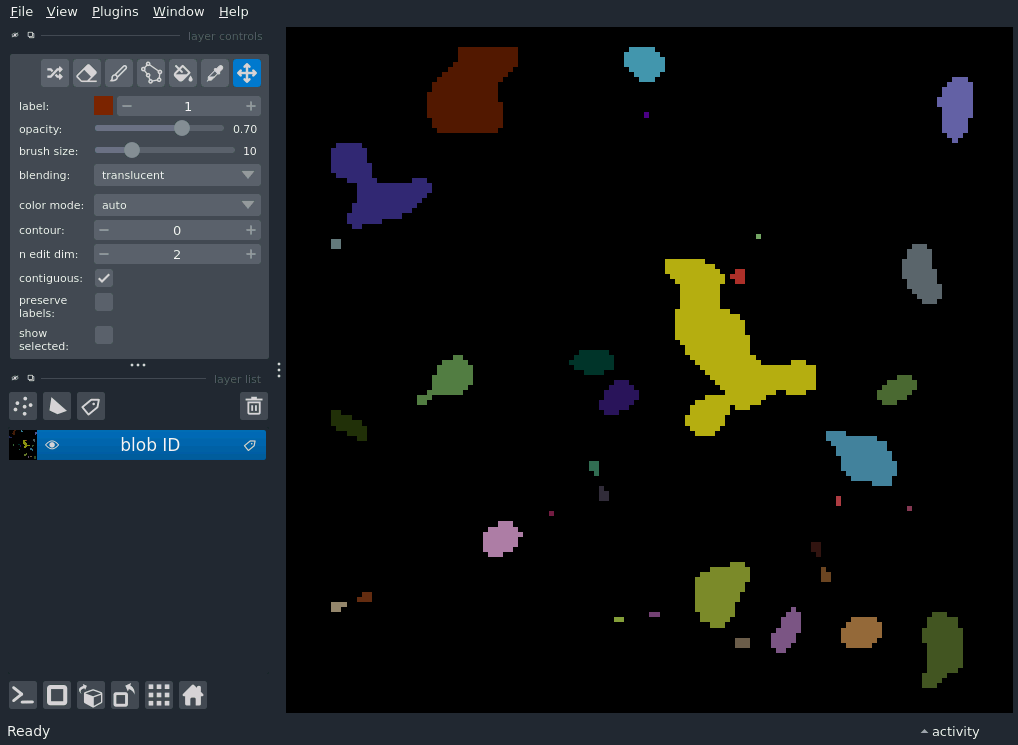 File View Plugins Window Help
layer controls
label: 1
opacity: 0.70
brush size: 10
blending: translucent
color mode: auto
contour: 0
n edit dim: 2
contiguous:
preserve
labels:
show
selected:
layer list
blob ID
Ready
activity